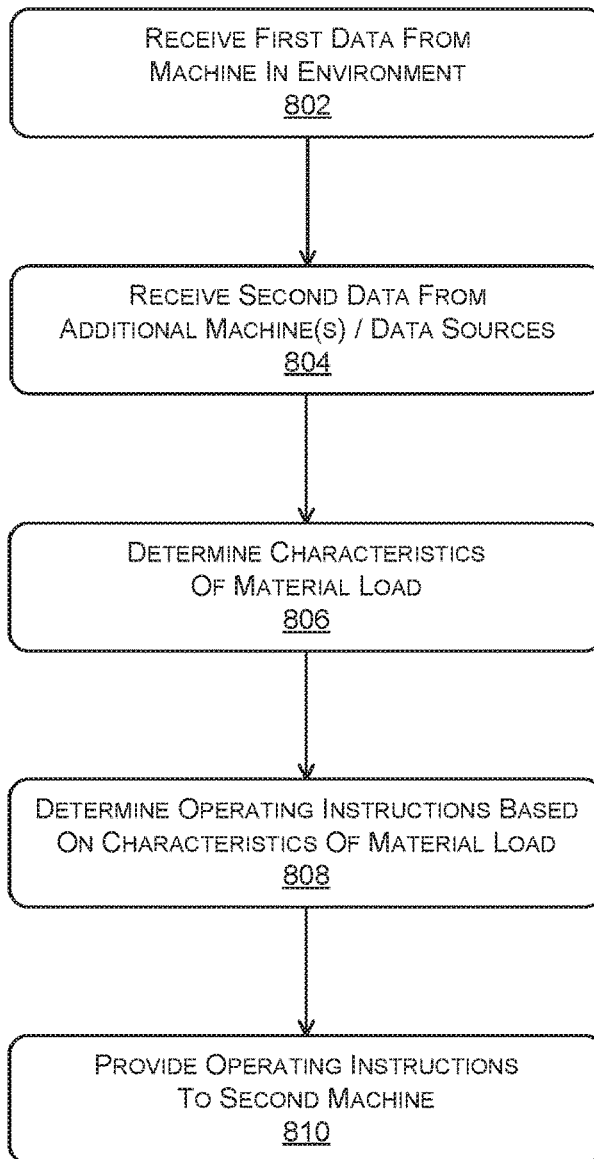 RECEIVE FIRST DATA FROM
MACHINE IN ENVIRONMENT
802
RECEIVE SECOND DATA FROM
ADDITIONAL MACHINE(S) / DATA SOURCES
804
DETERMINE CHARACTERISTICS
OF MATERIAL LOAD
806
DETERMINE OPERATING INSTRUCTIONS BASED
ON CHARACTERISTICS OF MATERIAL LOAD
808
PROVIDE OPERATING INSTRUCTIONS
TO SECOND MACHINE
810